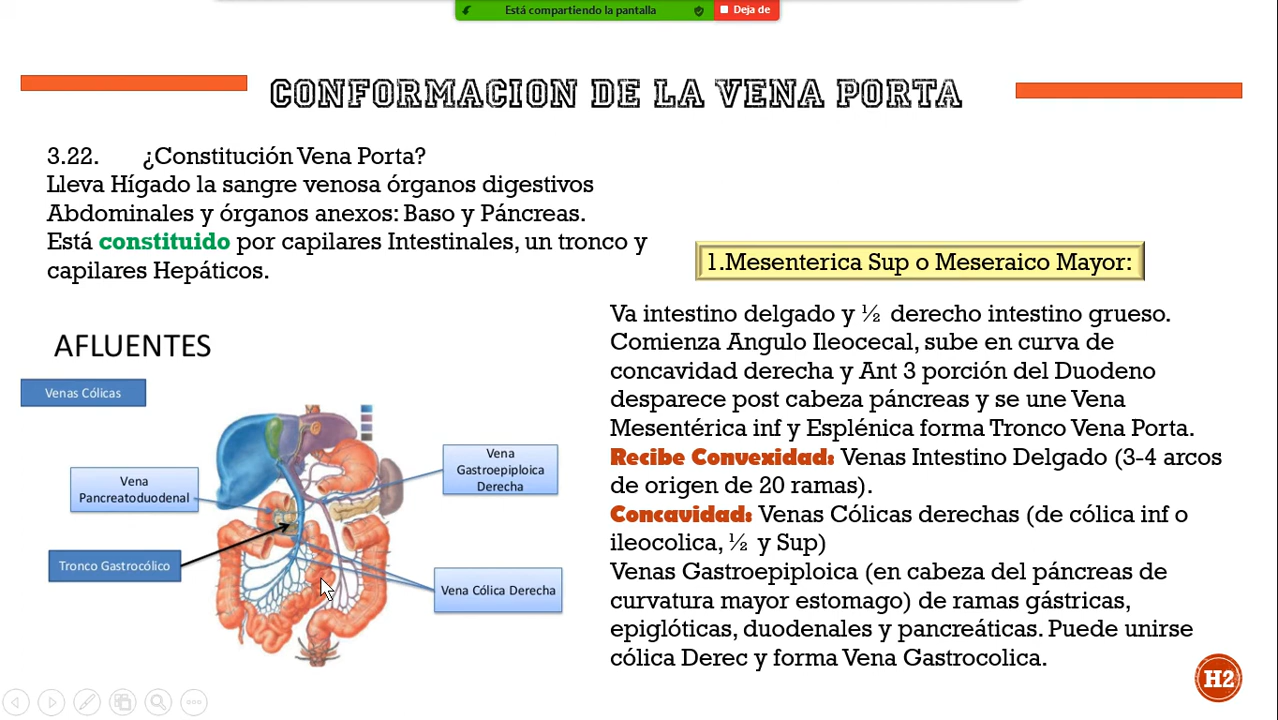 Está compartiendo la pantalla
Deja de
CONFORMACION DE LA VENA PORTA
3.22. ¿Constitución Vena Porta?
Lleva Hígado la sangre venosa órganos digestivos
Abdominales y órganos anexos: Baso y Páncreas.
Está constituido por capilares Intestinales, un tronco y
capilares Hepáticos.
1.Mesenterica Sup o Meseraico Mayor:
Va intestino delgado y ½ derecho intestino grueso.
Comienza Angulo Ileocecal, sube en curva de
concavidad derecha y Ant 3 porción del Duodeno
desparece post cabeza páncreas y se une Vena
Mesentérica inf y Esplénica forma Tronco Vena Porta.
Recibe Convexidad: Venas Intestino Delgado (3-4 arcos
de origen de 20 ramas).
Concavidad: Venas Cólicas derechas (de cólica inf o
ileocolica, ½ y Sup)
Venas Gastroepiploica (en cabeza del páncreas de
curvatura mayor estomago) de ramas gástricas,
epiglóticas, duodenales y pancreáticas. Puede unirse
cólica Derec y forma Vena Gastrocolica.
AFLUENTES
Venas Cólicas
Vena
Pancreatoduodenal
Tronco Gastrocólico
Vena
Gastroepiploica
Derecha
Vena Cólica Derecha
H2